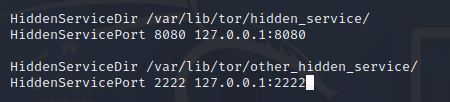 HiddenServiceDir /var/lib/tor/hidden_service/
HiddenServicePort 8080 127.0.0.1:8080
HiddenServiceDir /var/lib/tor/other_hidden_service/
HiddenServicePort 2222 127.0.0.1:2222